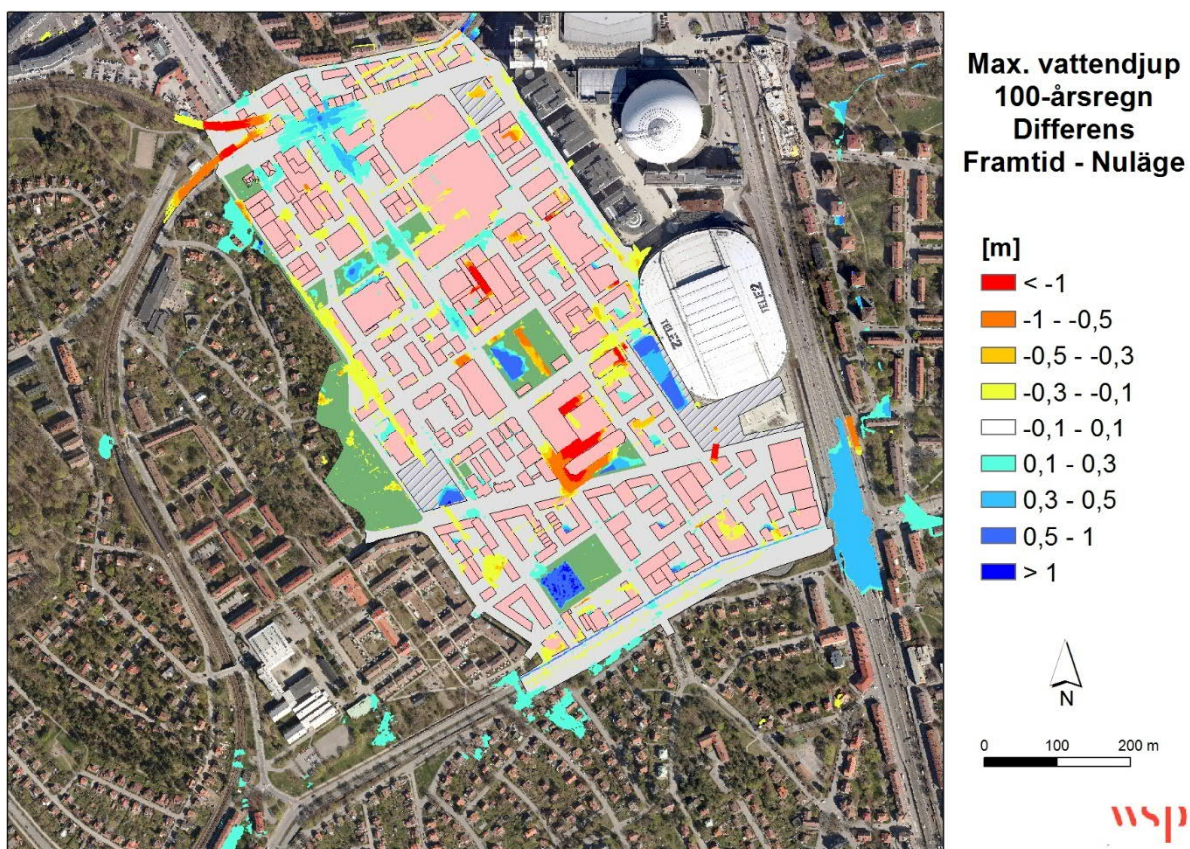 Max. vattendjup
100-årsregn
Differens
Framtid - Nuläge
[m]
< -1
-1 - -0,5
-0,5 - -0,3
-0,3 - -0,1
-0,1 - 0,1
0,1 - 0,3
0,3 - 0,5
0,5 - 1
> 1
N
0 100 200 m
wsp
TELE2
TELE2